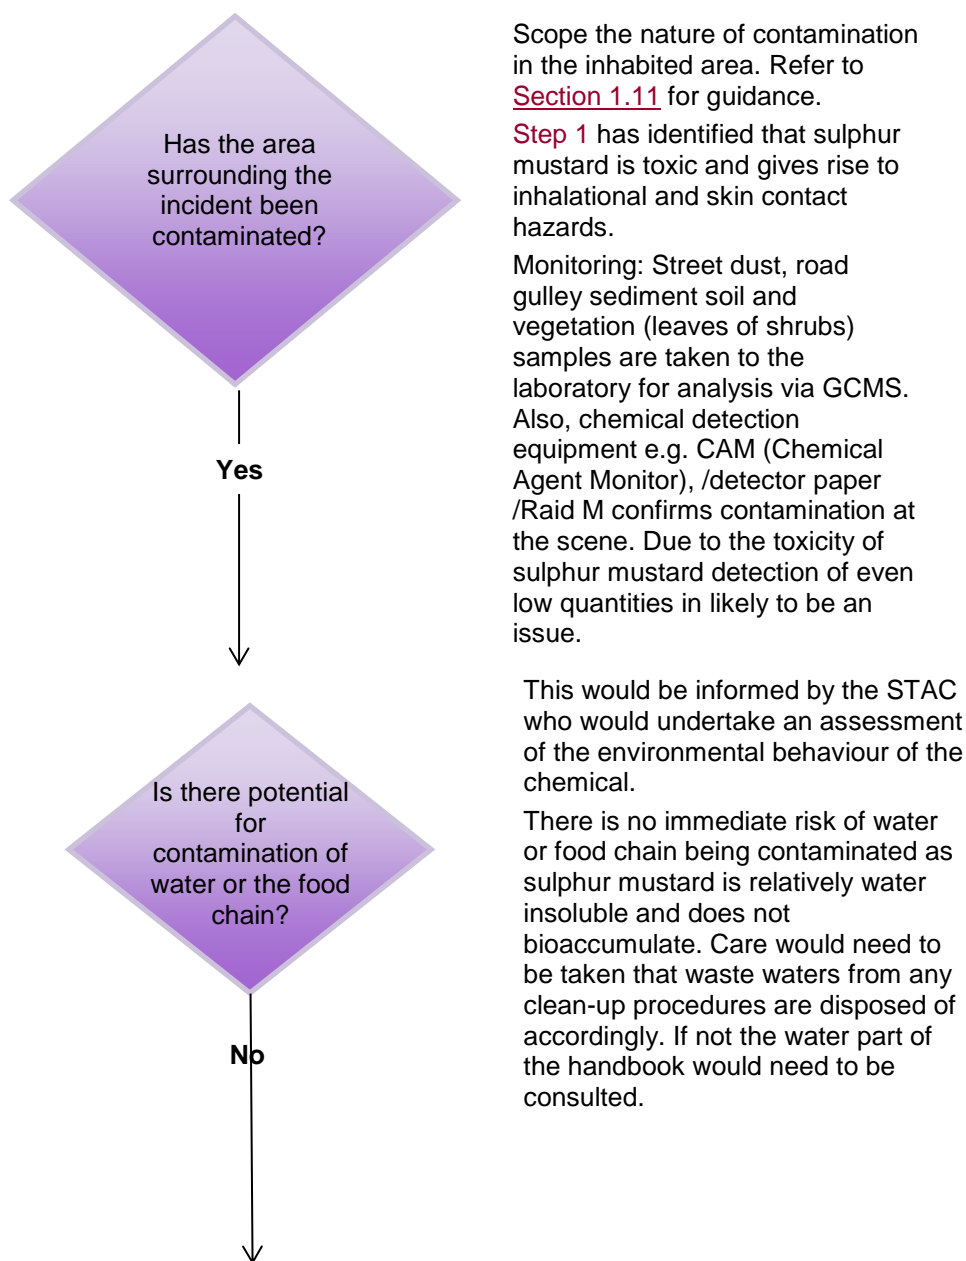 Has the area
surrounding the
incident been
contaminated?
Scope the nature of contamination
in the inhabited area. Refer to
Section 1.11 for guidance.
Step 1 has identified that sulphur
mustard is toxic and gives rise to
inhalational and skin contact
hazards.
Monitoring: Street dust, road
gulley sediment soil and
vegetation (leaves of shrubs)
samples are taken to the
laboratory for analysis via GCMS.
Also, chemical detection
equipment e.g. CAM (Chemical
Agent Monitor), /detector paper
/Raid M confirms contamination at
the scene. Due to the toxicity of
sulphur mustard detection of even
low quantities in likely to be an
issue.
Yes
Is there potential
for
contamination of
water or the food
chain?
This would be informed by the STAC
who would undertake an assessment
of the environmental behaviour of the
chemical.
There is no immediate risk of water
or food chain being contaminated as
sulphur mustard is relatively water
insoluble and does not
bioaccumulate. Care would need to
be taken that waste waters from any
clean-up procedures are disposed of
accordingly. If not the water part of
the handbook would need to be
consulted.
No